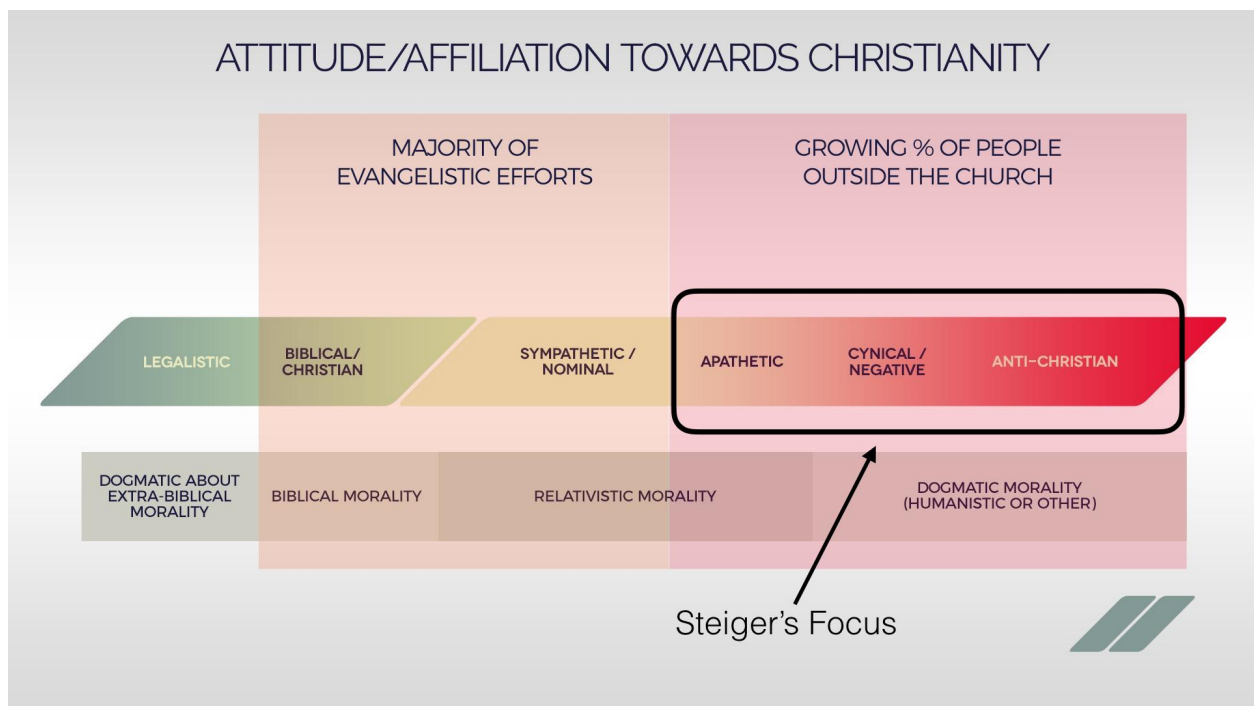 ATTITUDE/AFFILIATION TOWARDS CHRISTIANITY
MAJORITY OF
EVANGELISTIC EFFORTS
GROWING % OF PEOPLE
OUTSIDE THE CHURCH
LEGALISTIC
BIBLICAL/
CHRISTIAN
SYMPATHETIC /
NOMINAL
APATHETIC
CYNICAL /
NEGATIVE
ANTI-CHRISTIAN
DOGMATIC ABOUT
EXTRA-BIBLICAL
MORALITY
BIBLICAL MORALITY
RELATIVISTIC MORALITY
DOGMATIC MORALITY
(HUMANISTIC OR OTHER)
Steiger's Focus